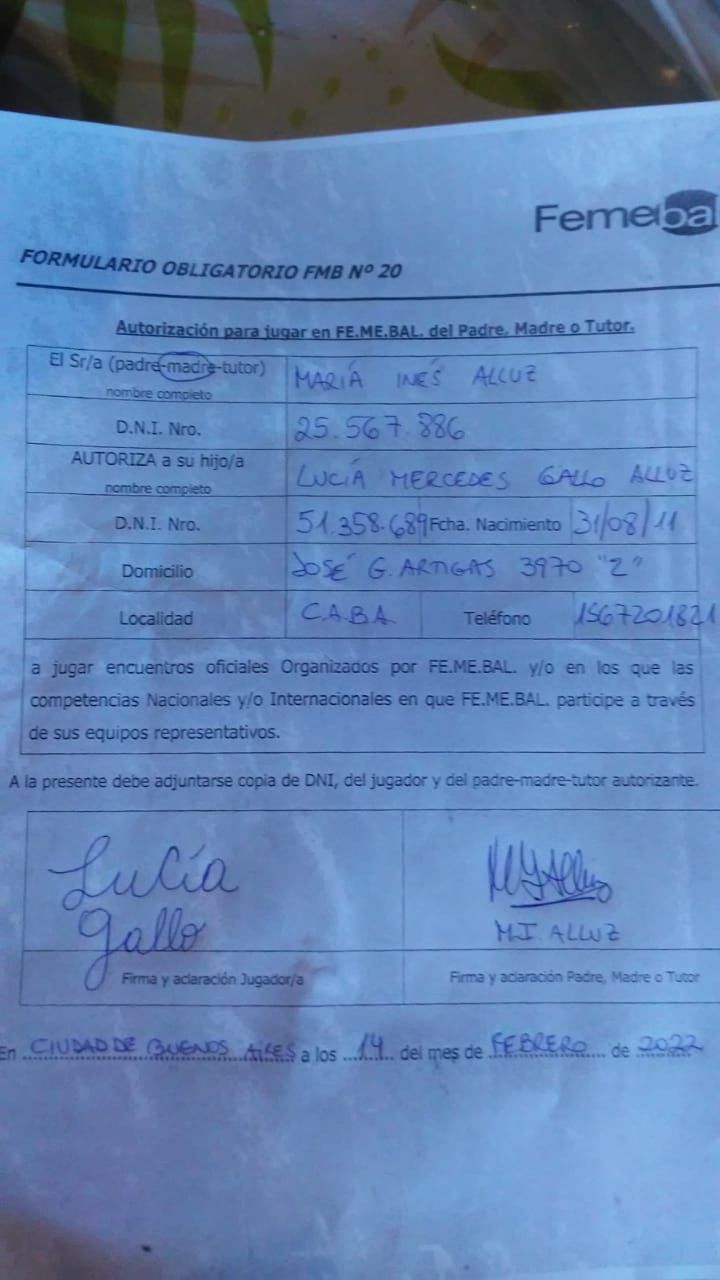 Femebal
FORMULARIO OBLIGATORIO FMB Nº 20
Autorización para jugar en FE.ME.BAL. del Padre, Madre o Tutor.
El Sr/a (padre-madre-tutor)
nombre completo
MARÍA INÉS ALLUZ
D.N.I. Nro.
25.567.886
AUTORIZA a su hijo/a
nombre completo
LUCÍA MERCEDES GALLO ALLUZ
D.N.I. Nro.
51.358.689 Fcha. Nacimiento 31/08/11
Domicilio
JOSÉ G. ARTIGAS 3970 "2"
Localidad
C.A.B.A
Teléfono
1567201821
a jugar encuentros oficiales Organizados por FE.ME.BAL. y/o en los que las
competencias Nacionales y/o Internacionales en que FE.ME.BAL. participe a través
de sus equipos representativos.
A la presente debe adjuntarse copia de DNI, del jugador y del padre-madre-tutor autorizante.
Lucía
gallo
Firma y aclaración Jugador/a
M.I. ALLUZ
Firma y aclaración Padre, Madre o Tutor
En CIUDAD DE BUENOS AIRES a los 14 del mes de FEBRERO de 2022